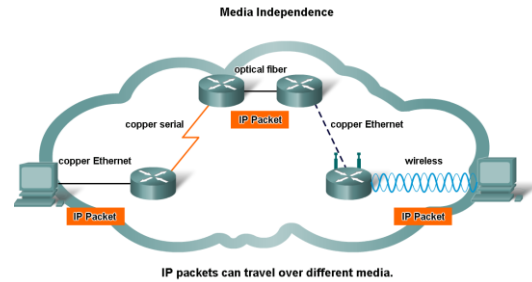 Media Independence
optical fiber
IP Packet
copper serial
copper Ethernet
copper Ethernet
wireless
IP Packet
IP Packet
IP packets can travel over different media.